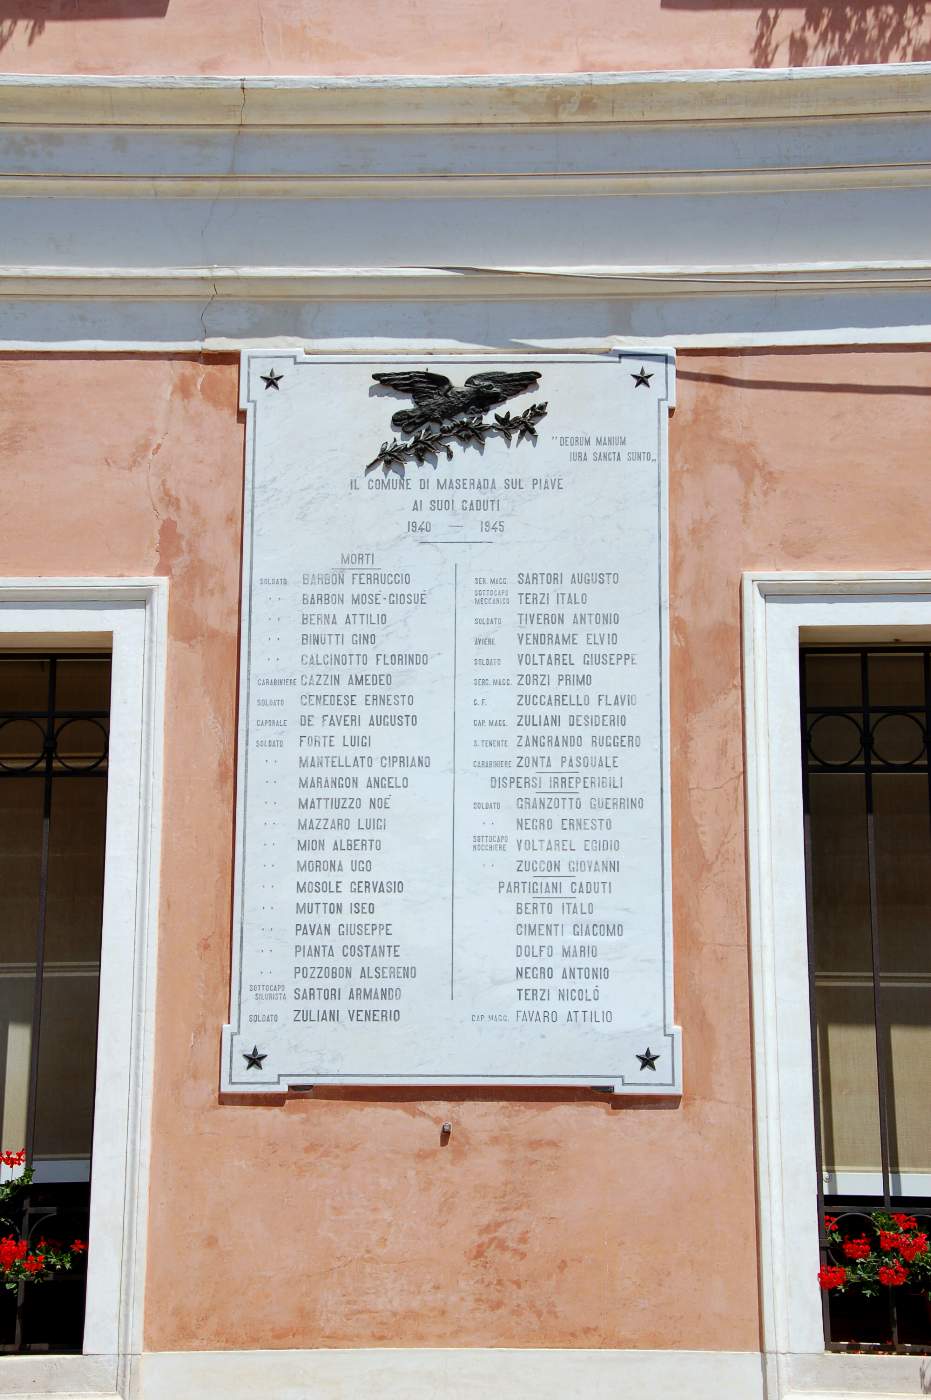 "DEORUM MANIUM
IURA SANCTA SUNTO„
IL COMUNE DI MASERADA SUL PIAVE
AI SUOI CADUTI
1940 — 1945
MORTI
SOLDATO BARBON FERRUCCIO
" BARBON MOSÈ-GIOSUÈ
" BERNA ATTILIO
" BINUTTI GINO
" CALCINOTTO FLORINDO
CARABINIERE CAZZIN AMEDEO
SOLDATO CENEDESE ERNESTO
CAPORALE DE FAVERI AUGUSTO
SOLDATO FORTE LUIGI
" MANTELLATO CIPRIANO
" MARANGON ANGELO
" MATTIUZZO NOÈ
" MAZZARO LUIGI
" MION ALBERTO
" MORONA UGO
" MOSOLE GERVASIO
" MUTTON ISEO
" PAVAN GIUSEPPE
" PIANTA COSTANTE
" POZZOBON ALSERENO
SOTTOCAPO SILURISTA SARTORI ARMANDO
SOLDATO ZULIANI VENERIO
SER. MAGG. SARTORI AUGUSTO
SOTTOCAPO MECCANICO TERZI ITALO
SOLDATO TIVERON ANTONIO
AVIERE VENDRAME ELVIO
SOLDATO VOLTAREL GIUSEPPE
SERG. MAGG. ZORZI PRIMO
C.F. ZUCCARELLO FLAVIO
CAP. MAGG. ZULIANI DESIDERIO
S. TENENTE ZANGRANDO RUGGERO
CARABINIERE ZONTA PASQUALE
DISPERSI IRREPERIBILI
SOLDATO GRANZOTTO GUERRINO
" NEGRO ERNESTO
SOTTOCAPO NOCCHIERE VOLTAREL EGIDIO
" ZUCCON GIOVANNI
PARTIGIANI CADUTI
BERTO ITALO
CIMENTI GIACOMO
DOLFO MARIO
NEGRO ANTONIO
TERZI NICOLÒ
CAP. MAGG. FAVARO ATTILIO